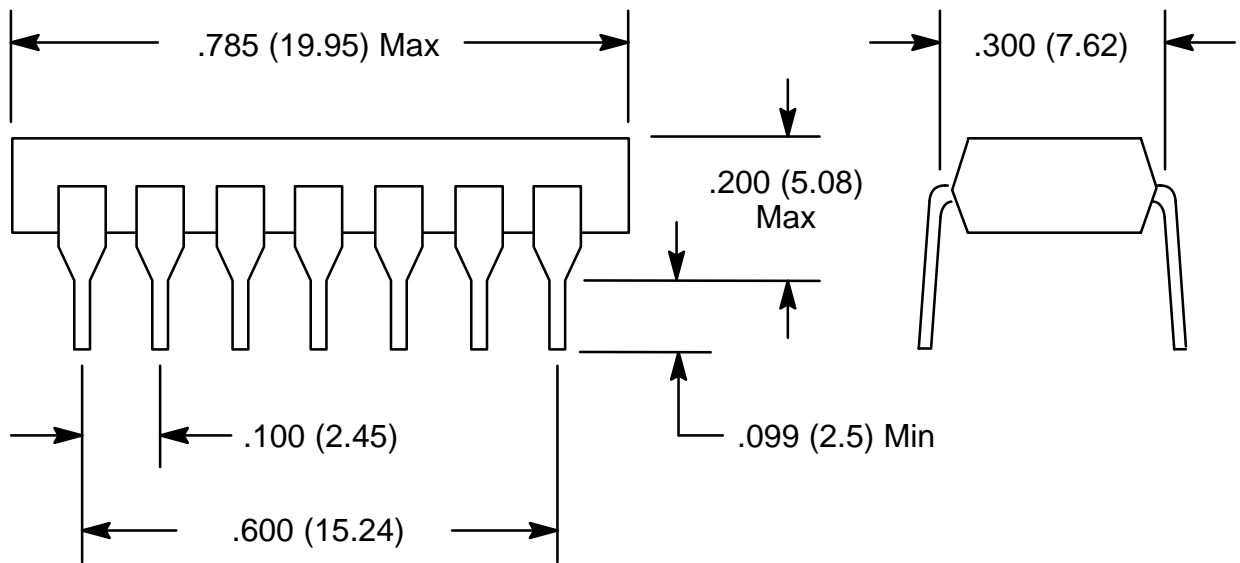 .785 (19.95) Max
.300 (7.62)
.200 (5.08)
Max
.100 (2.45)
.099 (2.5) Min
.600 (15.24)